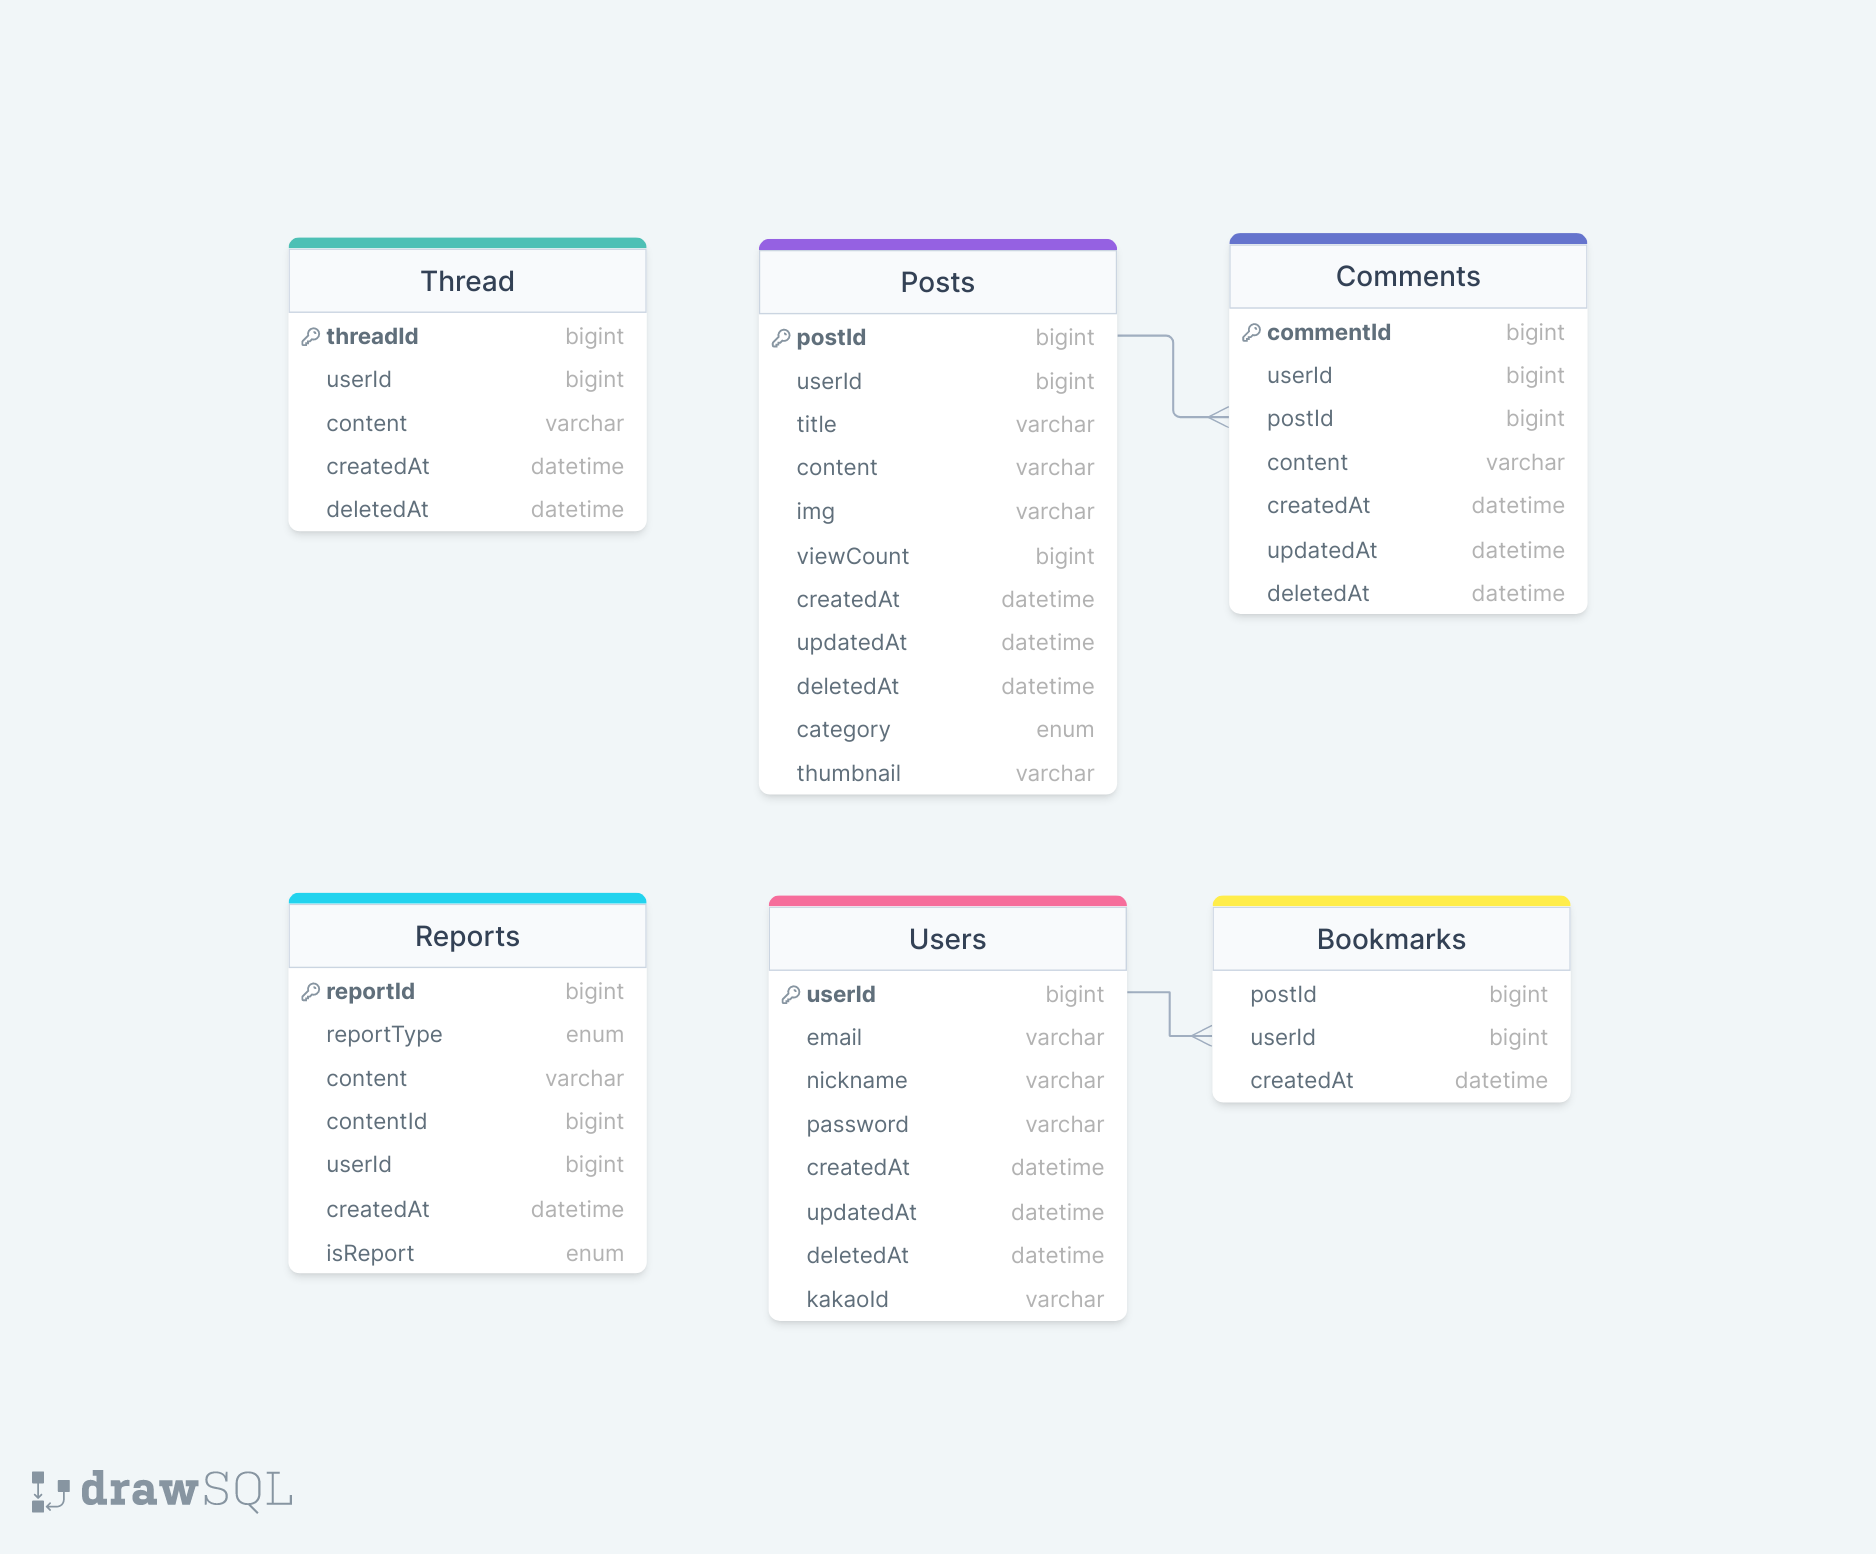 Thread
threadId bigint
userId bigint
content varchar
createdAt datetime
deletedAt datetime
Posts
postId bigint
userId bigint
title varchar
content varchar
img varchar
viewCount bigint
createdAt datetime
updatedAt datetime
deletedAt datetime
category enum
thumbnail varchar
Comments
commentId bigint
userId bigint
postId bigint
content varchar
createdAt datetime
updatedAt datetime
deletedAt datetime
Reports
reportId bigint
reportType enum
content varchar
contentId bigint
userId bigint
createdAt datetime
isReport enum
Users
userId bigint
email varchar
nickname varchar
password varchar
createdAt datetime
updatedAt datetime
deletedAt datetime
kakaoId varchar
Bookmarks
postId bigint
userId bigint
createdAt datetime
drawSQL